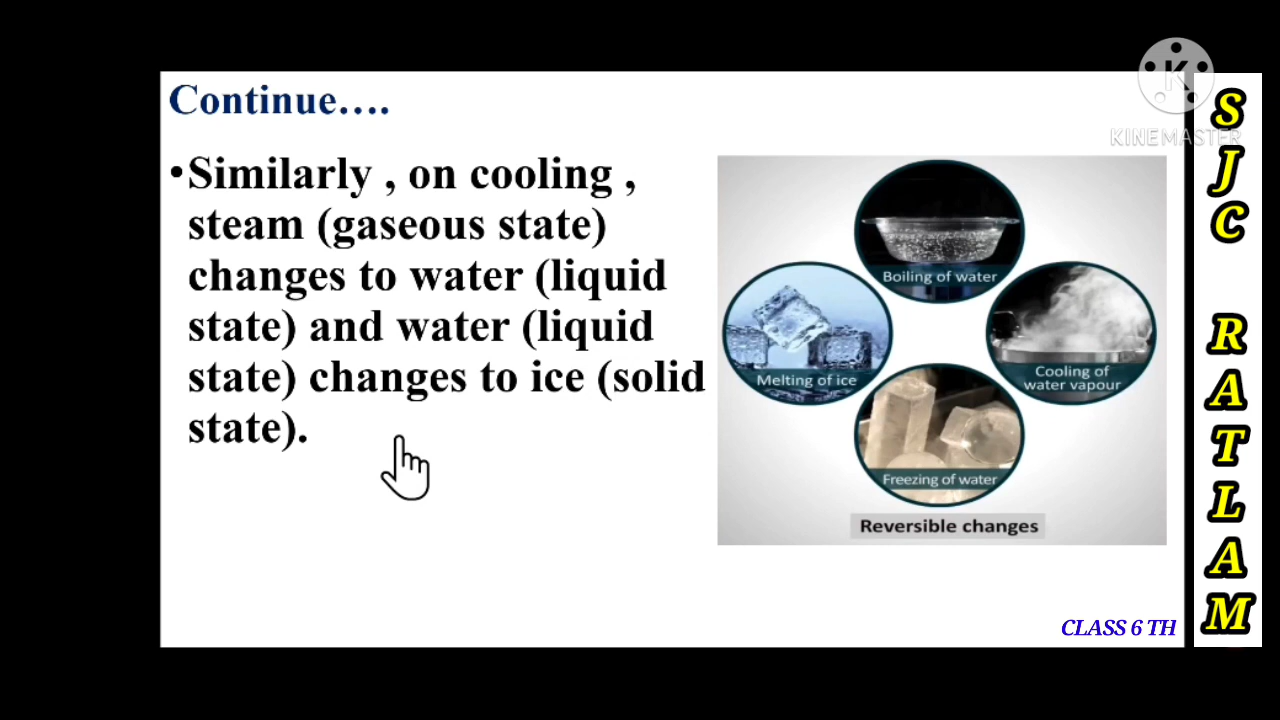 Continue....
•Similarly , on cooling ,
steam (gaseous state)
changes to water (liquid
state) and water (liquid
state) changes to ice (solid
state).
Boiling of water
Melting of ice
Cooling of
water vapour
Freezing of water
Reversible changes
CLASS 6 TH
K
KINEMASTER
SJC RATLAM